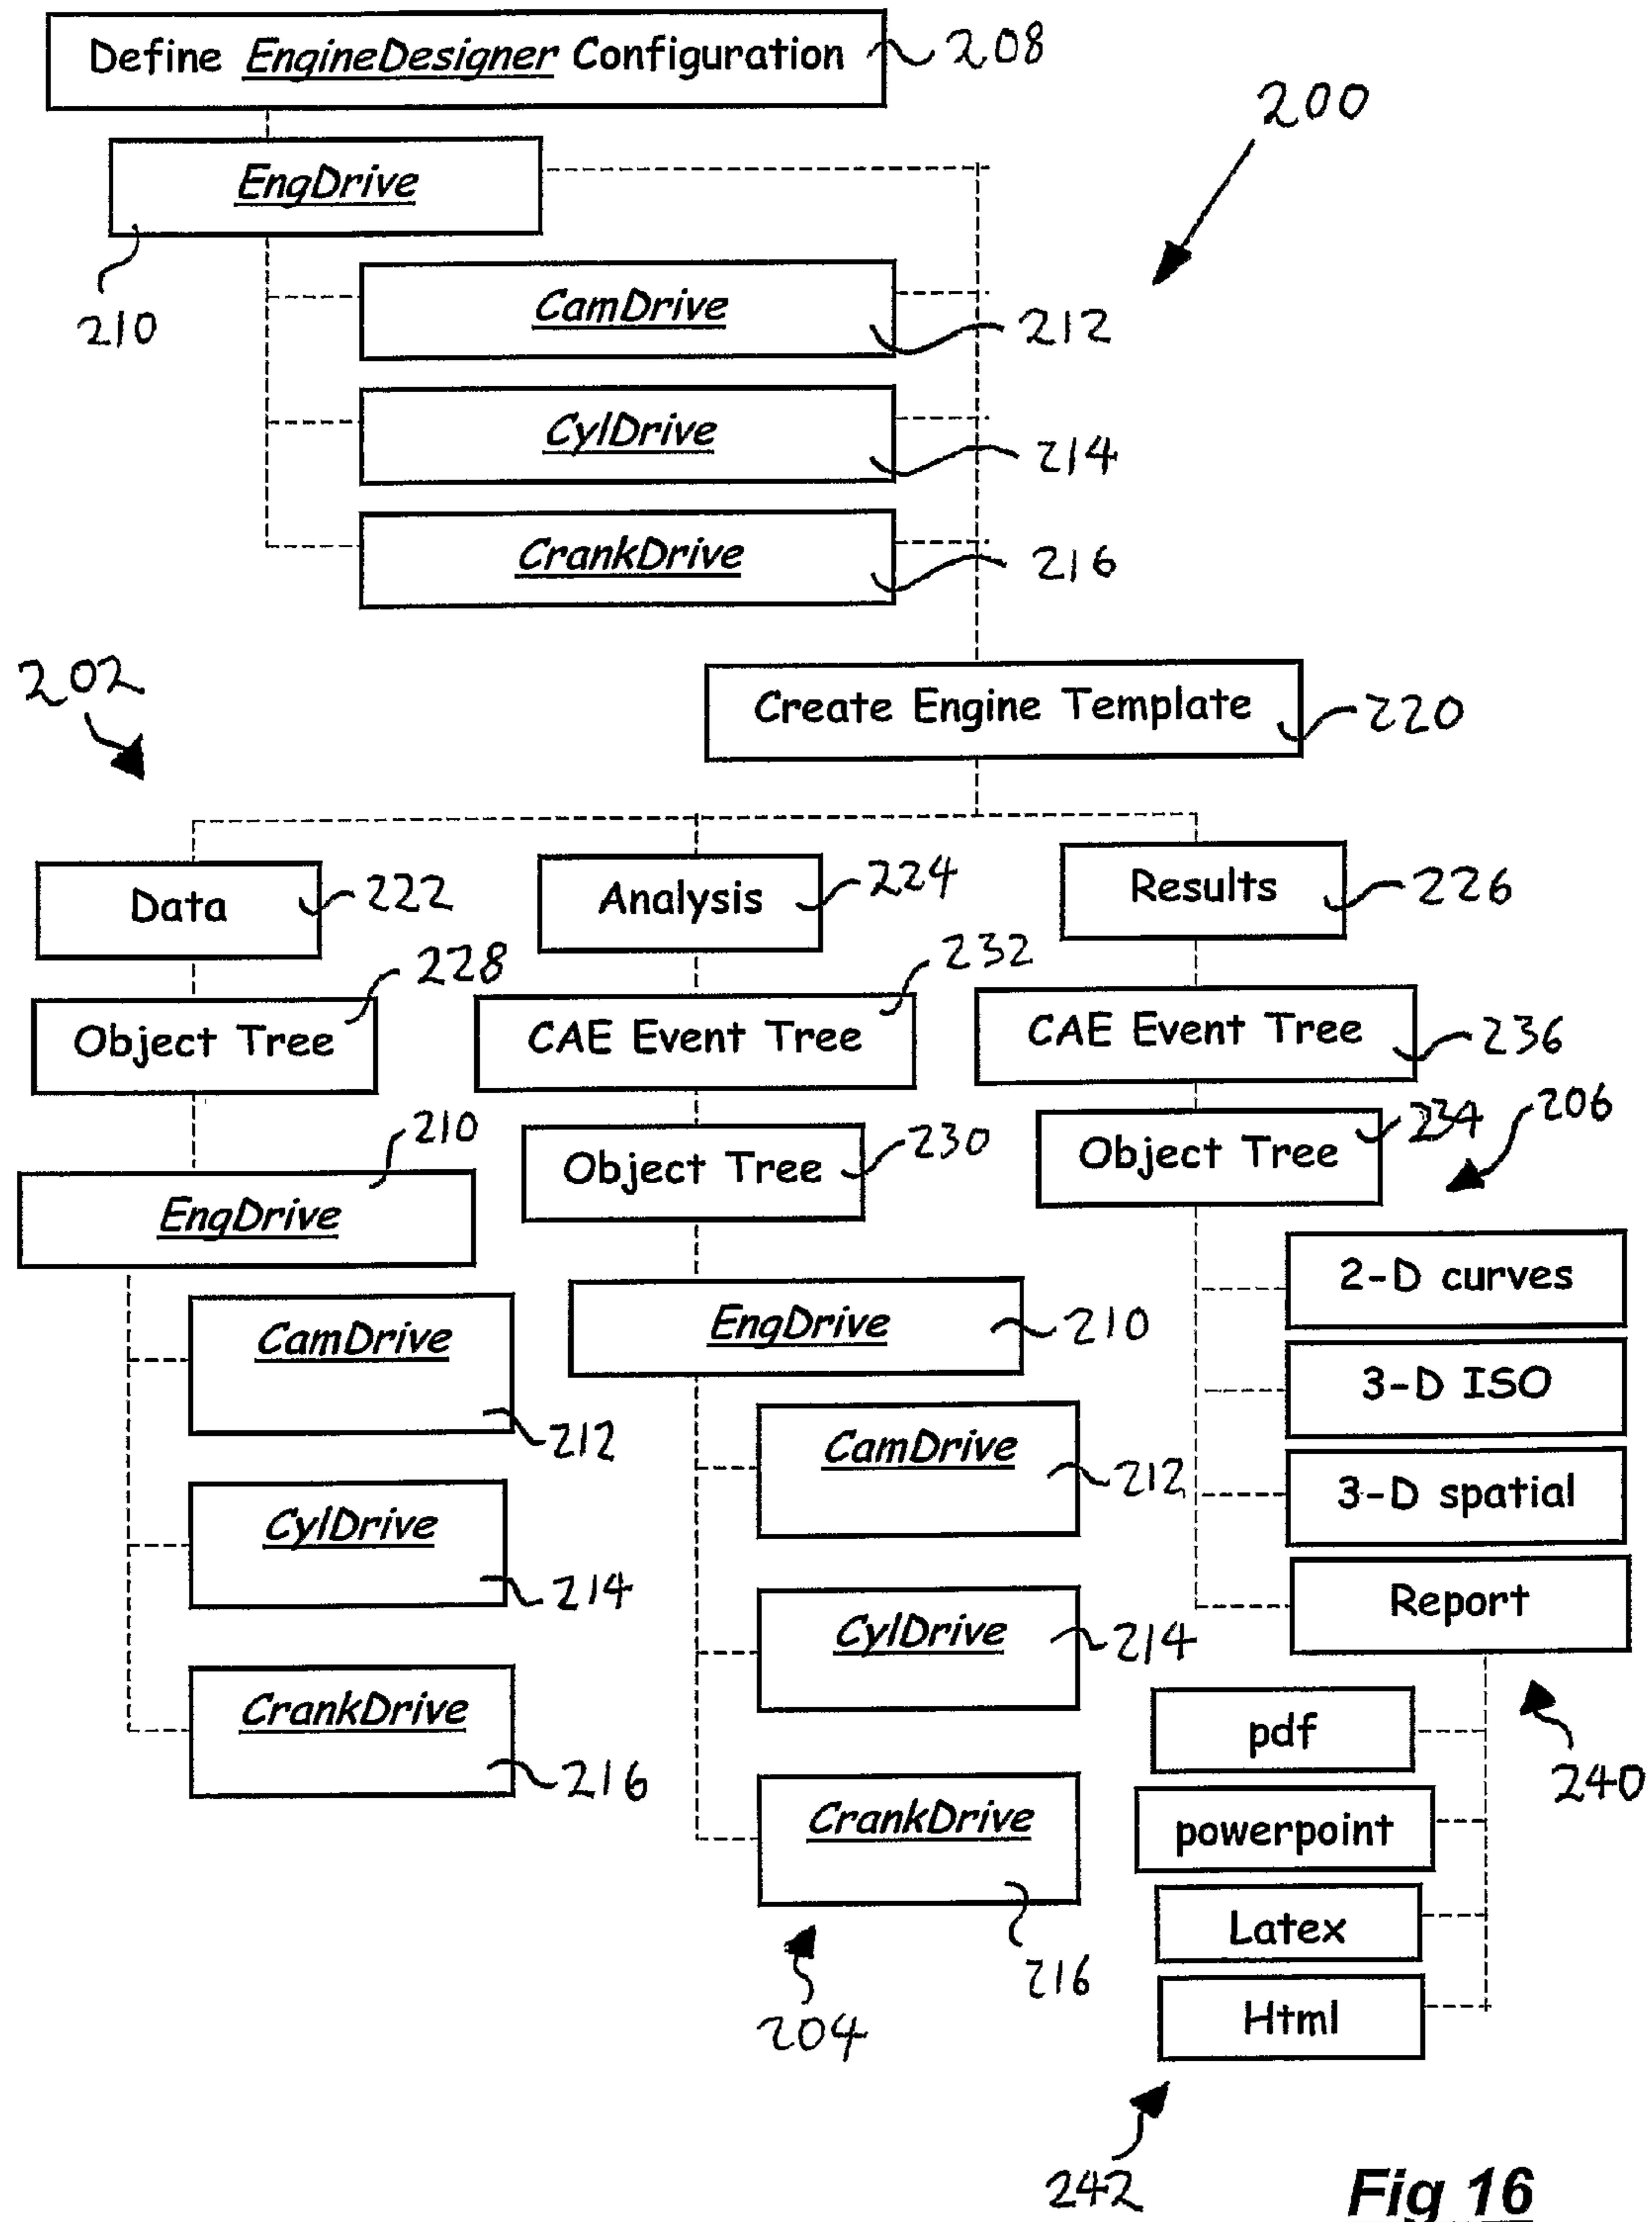 Define EngineDesigner Configuration 208
200
EngDrive
210
CamDrive
212
CylDrive
214
CrankDrive
216
202
Create Engine Template 220
Data 222
Analysis 224
Results 226
228
232
Object Tree
CAE Event Tree
CAE Event Tree 236
210
Object Tree 230
Object Tree 234
206
EngDrive
2-D curves
EngDrive 210
3-D ISO
CamDrive
212
CamDrive
212
3-D spatial
CylDrive
214
CylDrive
214
Report
CrankDrive
216
pdf
240
CrankDrive
216
powerpoint
Latex
204
Html
242
Fig 16